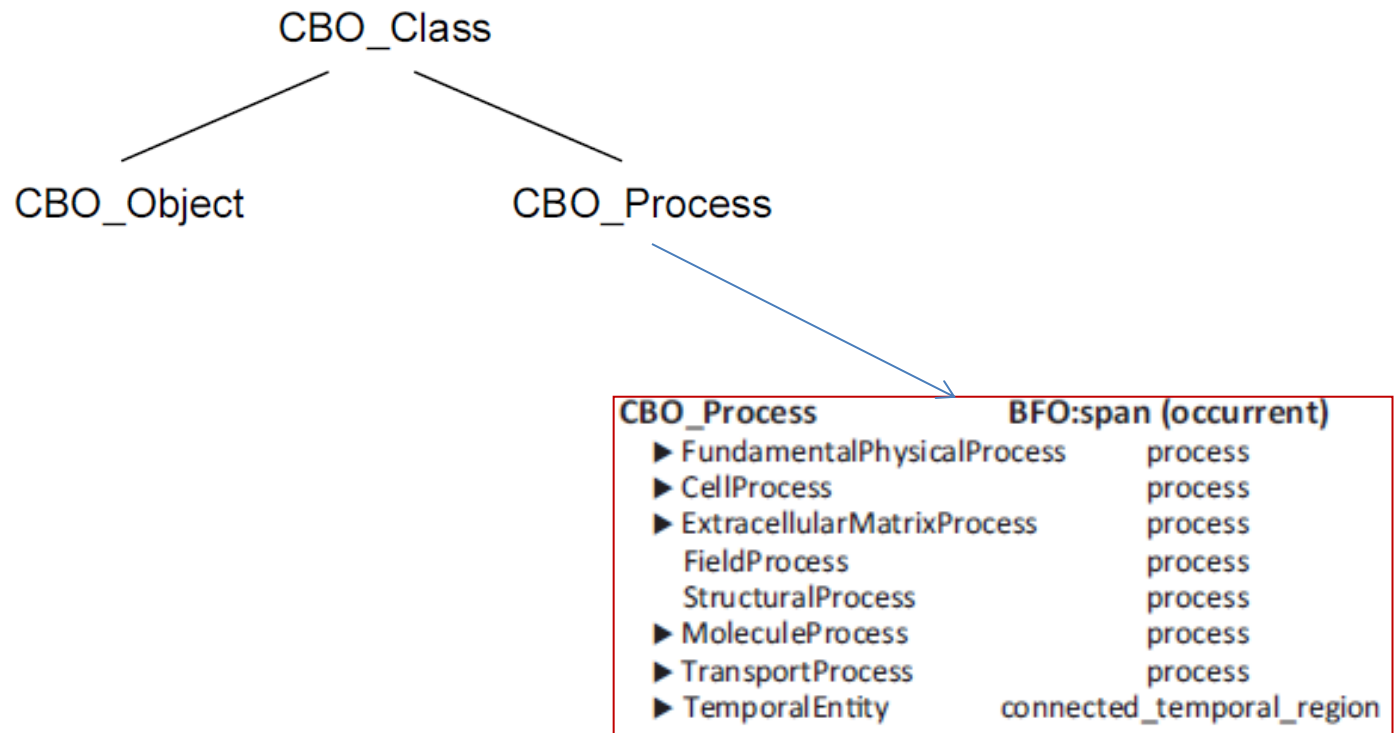 CBO_Class
CBO_Object CBO_Process
CBO_Process BFO:span (occurrent)
▶ FundamentalPhysicalProcess process
▶ CellProcess process
▶ ExtracellularMatrixProcess process
FieldProcess process
StructuralProcess process
▶ MoleculeProcess process
▶ TransportProcess process
▶ TemporalEntity connected_temporal_region